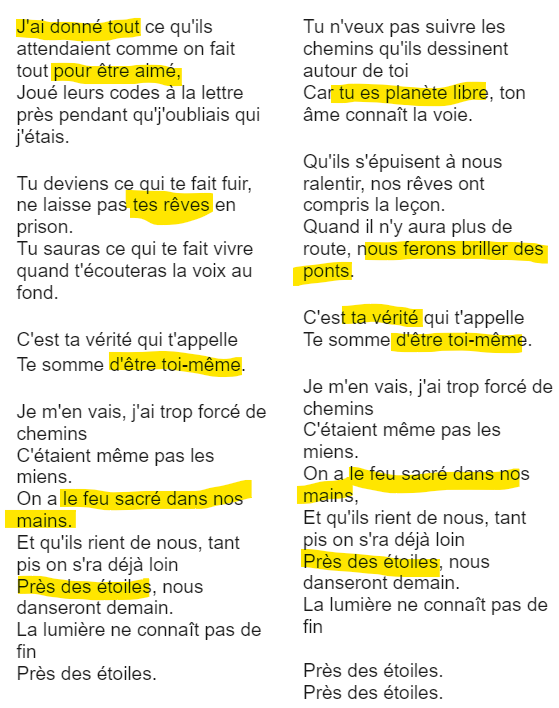 J'ai donné tout ce qu'ils
attendaient comme on fait
tout pour être aimé,
Joué leurs codes à la lettre
près pendant qu'j'oubliais qui
j'étais.
Tu deviens ce qui te fait fuir,
ne laisse pas tes rêves en
prison.
Tu sauras ce qui te fait vivre
quand t'écouteras la voix au
fond.
C'est ta vérité qui t'appelle
Te somme d'être toi-même.
Je m'en vais, j'ai trop forcé de
chemins
C'étaient même pas les
miens.
On a le feu sacré dans nos
mains.
Et qu'ils rient de nous, tant
pis on s'ra déjà loin
Près des étoiles, nous
danseront demain.
La lumière ne connaît pas de
fin
Près des étoiles.
Tu n'veux pas suivre les
chemins qu'ils dessinent
autour de toi
Car tu es planète libre, ton
âme connaît la voie.
Qu'ils s'épuisent à nous
ralentir, nos rêves ont
compris la leçon.
Quand il n'y aura plus de
route, nous ferons briller des
ponts.
C'est ta vérité qui t'appelle
Te somme d'être toi-même.
Je m'en vais, j'ai trop forcé de
chemins
C'étaient même pas les
miens.
On a le feu sacré dans nos
mains,
Et qu'ils rient de nous, tant
pis on s'ra déjà loin
Près des étoiles, nous
danseront demain.
La lumière ne connaît pas de
fin
Près des étoiles.
Près des étoiles.